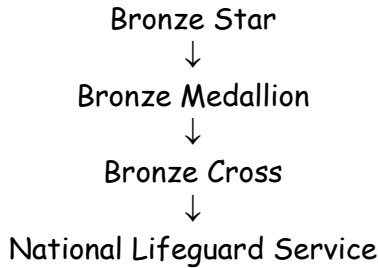 Bronze Star
↓
Bronze Medallion
↓
Bronze Cross
↓
National Lifeguard Service